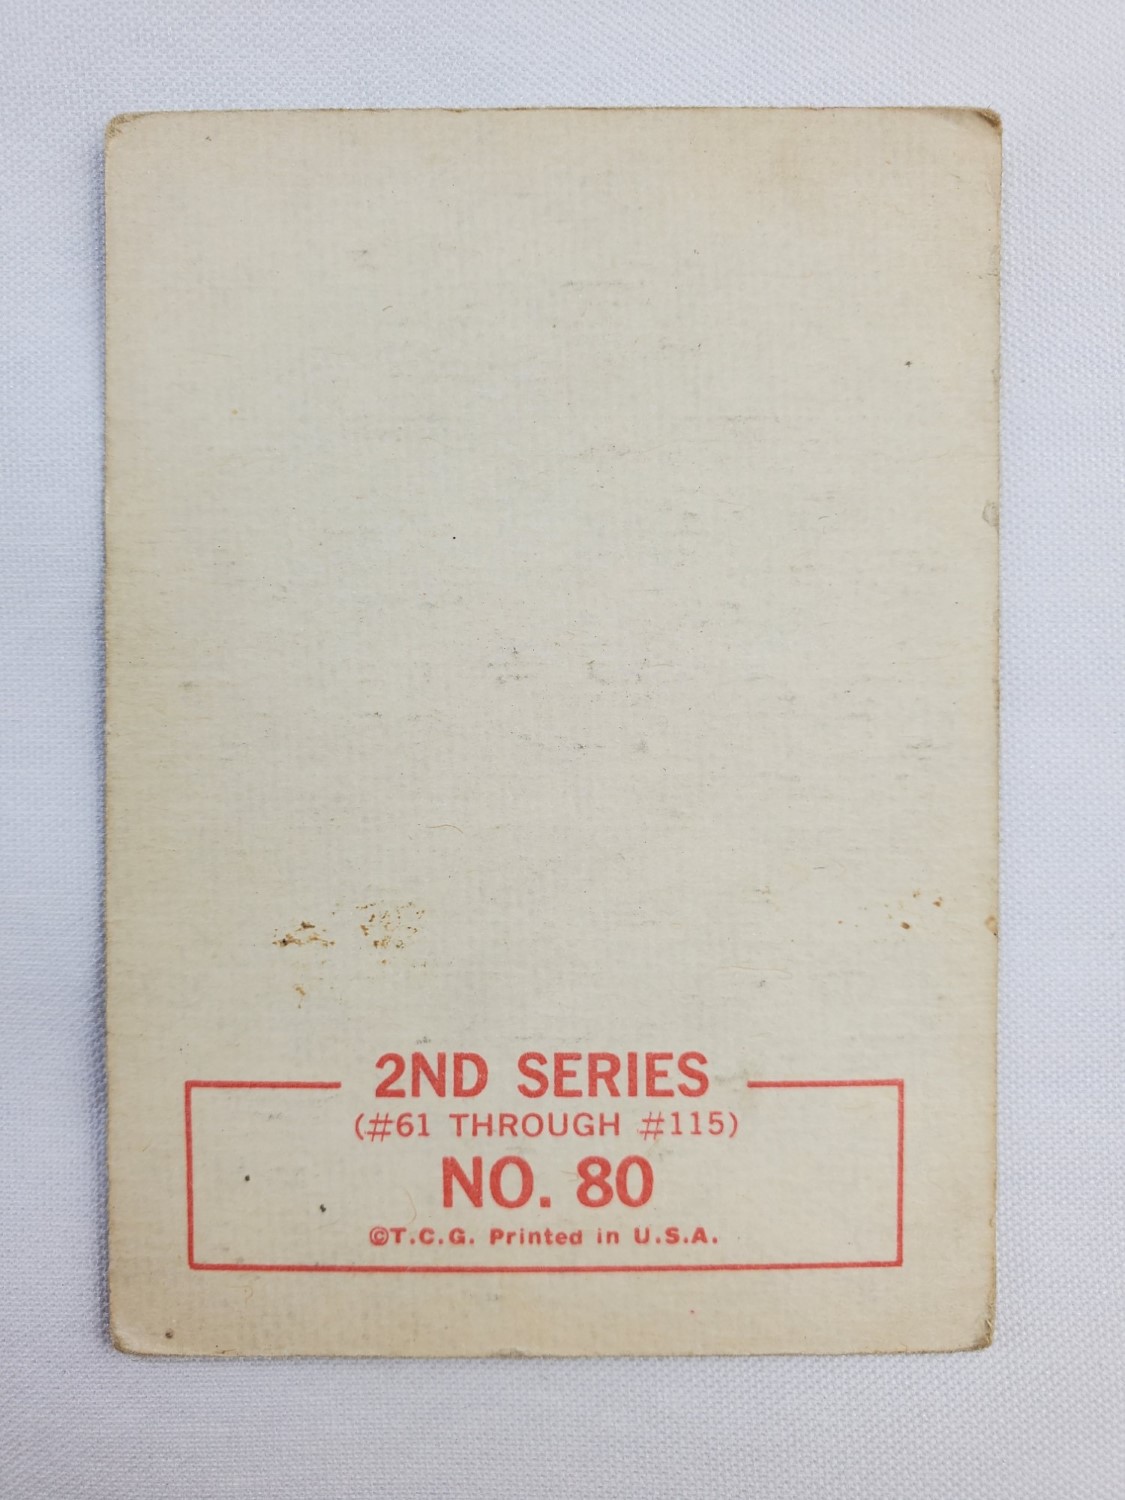 2ND SERIES
(#61 THROUGH #115)
NO. 80
©T.C.G. Printed in U.S.A.